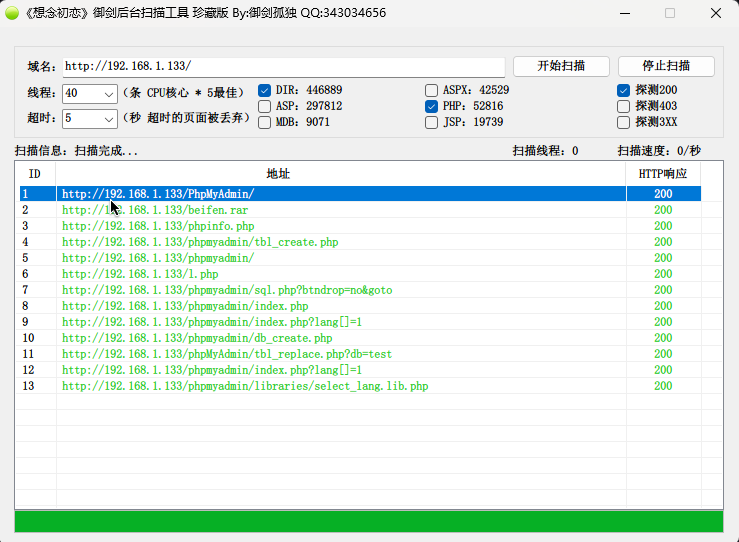 《想念初恋》御剑后台扫描工具 珍藏版 By:御剑孤独 QQ:343034656
域名: http://192.168.1.133/ 开始扫描 停止扫描
线程: 40 (条 CPU核心 * 5最佳) DIR: 446889 ASPX: 42529 探测200
ASP: 297812 PHP: 52816 探测403
超时: 5 (秒 超时的页面被丢弃) MDB: 9071 JSP: 19739 探测3XX
扫描信息: 扫描完成... 扫描线程: 0 扫描速度: 0/秒
ID 地址 HTTP响应
1 http://192.168.1.133/PhpMyAdmin/ 200
2 http://192.168.1.133/beifen.rar 200
3 http://192.168.1.133/phpinfo.php 200
4 http://192.168.1.133/phpmyadmin/tbl_create.php 200
5 http://192.168.1.133/phpmyadmin/ 200
6 http://192.168.1.133/l.php 200
7 http://192.168.1.133/phpmyadmin/sql.php?btndrop=no&goto 200
8 http://192.168.1.133/phpmyadmin/index.php 200
9 http://192.168.1.133/phpmyadmin/index.php?lang[]=1 200
10 http://192.168.1.133/phpmyadmin/db_create.php 200
11 http://192.168.1.133/phpMyAdmin/tbl_replace.php?db=test 200
12 http://192.168.1.133/phpmyadmin/index.php?lang[]=1 200
13 http://192.168.1.133/Phpmyadmin/libraries/select_lang.lib.php 200